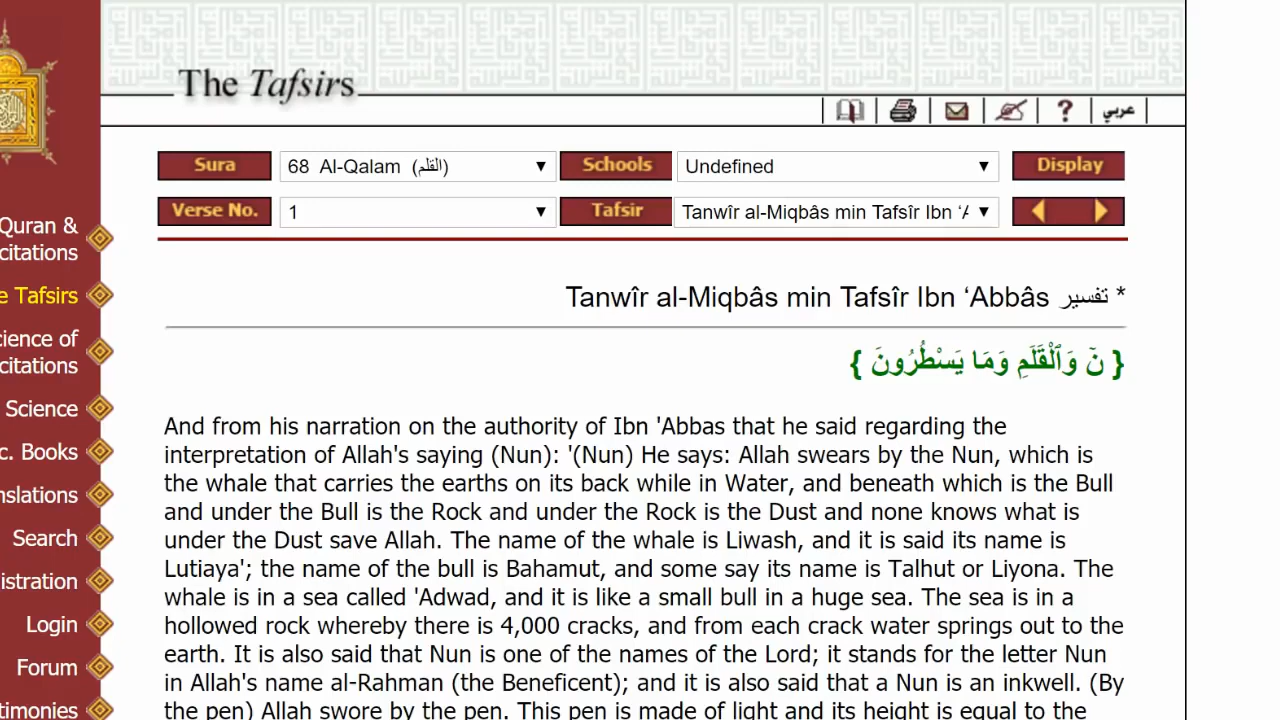 The Tafsirs
عربي
Sura
68 Al-Qalam (القلم)
Schools
Undefined
Display
Verse No.
1
Tafsir
Tanwîr al-Miqbâs min Tafsîr Ibn ‘A
Quran &
citations
e Tafsirs
cience of
citations
Science
c. Books
nslations
Search
istration
Login
Forum
timonies
* تفسير Tanwîr al-Miqbâs min Tafsîr Ibn ‘Abbâs
{ نۤ وَٱلْقَلَمِ وَمَا يَسْطُرُونَ }
And from his narration on the authority of Ibn 'Abbas that he said regarding the
interpretation of Allah's saying (Nun): '(Nun) He says: Allah swears by the Nun, which is
the whale that carries the earths on its back while in Water, and beneath which is the Bull
and under the Bull is the Rock and under the Rock is the Dust and none knows what is
under the Dust save Allah. The name of the whale is Liwash, and it is said its name is
Lutiaya'; the name of the bull is Bahamut, and some say its name is Talhut or Liyona. The
whale is in a sea called 'Adwad, and it is like a small bull in a huge sea. The sea is in a
hollowed rock whereby there is 4,000 cracks, and from each crack water springs out to the
earth. It is also said that Nun is one of the names of the Lord; it stands for the letter Nun
in Allah's name al-Rahman (the Beneficent); and it is also said that a Nun is an inkwell. (By
the pen) Allah swore by the pen. This pen is made of light and its height is equal to the